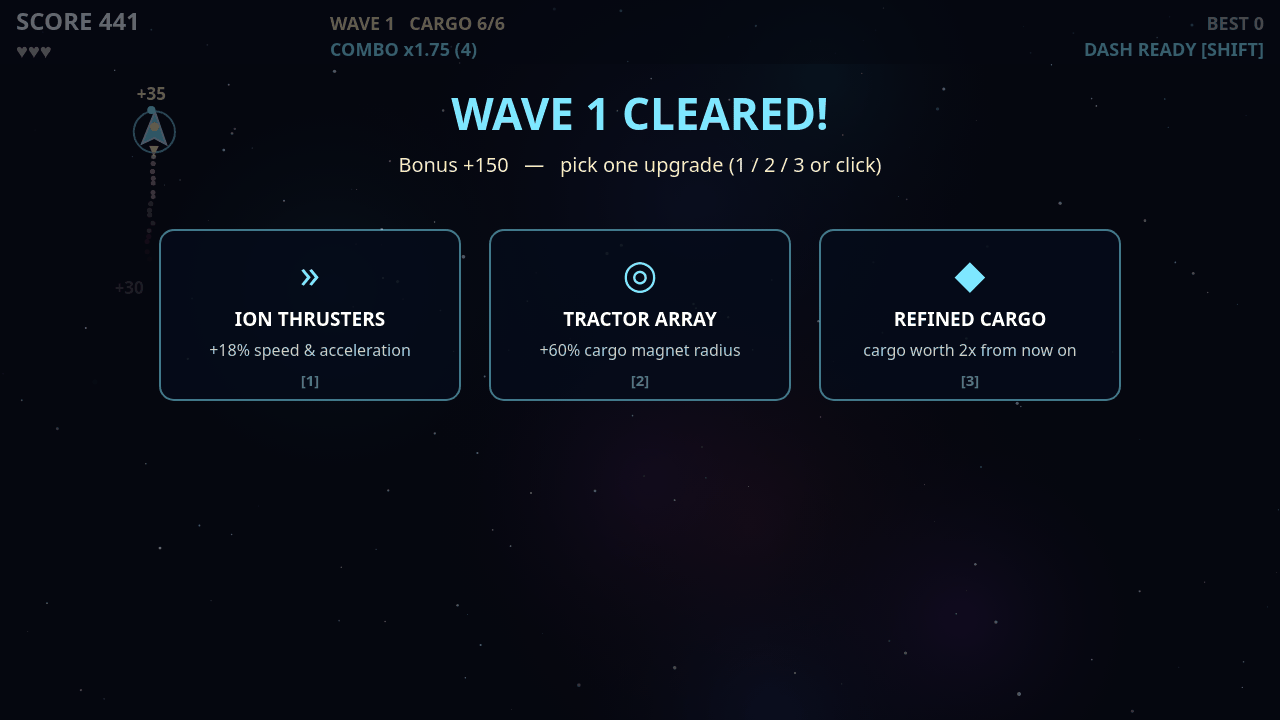 SCORE 441
♥♥♥
WAVE 1 CARGO 6/6
COMBO x1.75 (4)
BEST 0
DASH READY [SHIFT]
+35
WAVE 1 CLEARED!
Bonus +150 — pick one upgrade (1 / 2 / 3 or click)
+30
»
ION THRUSTERS
+18% speed & acceleration
[1]
◎
TRACTOR ARRAY
+60% cargo magnet radius
[2]
◆
REFINED CARGO
cargo worth 2x from now on
[3]